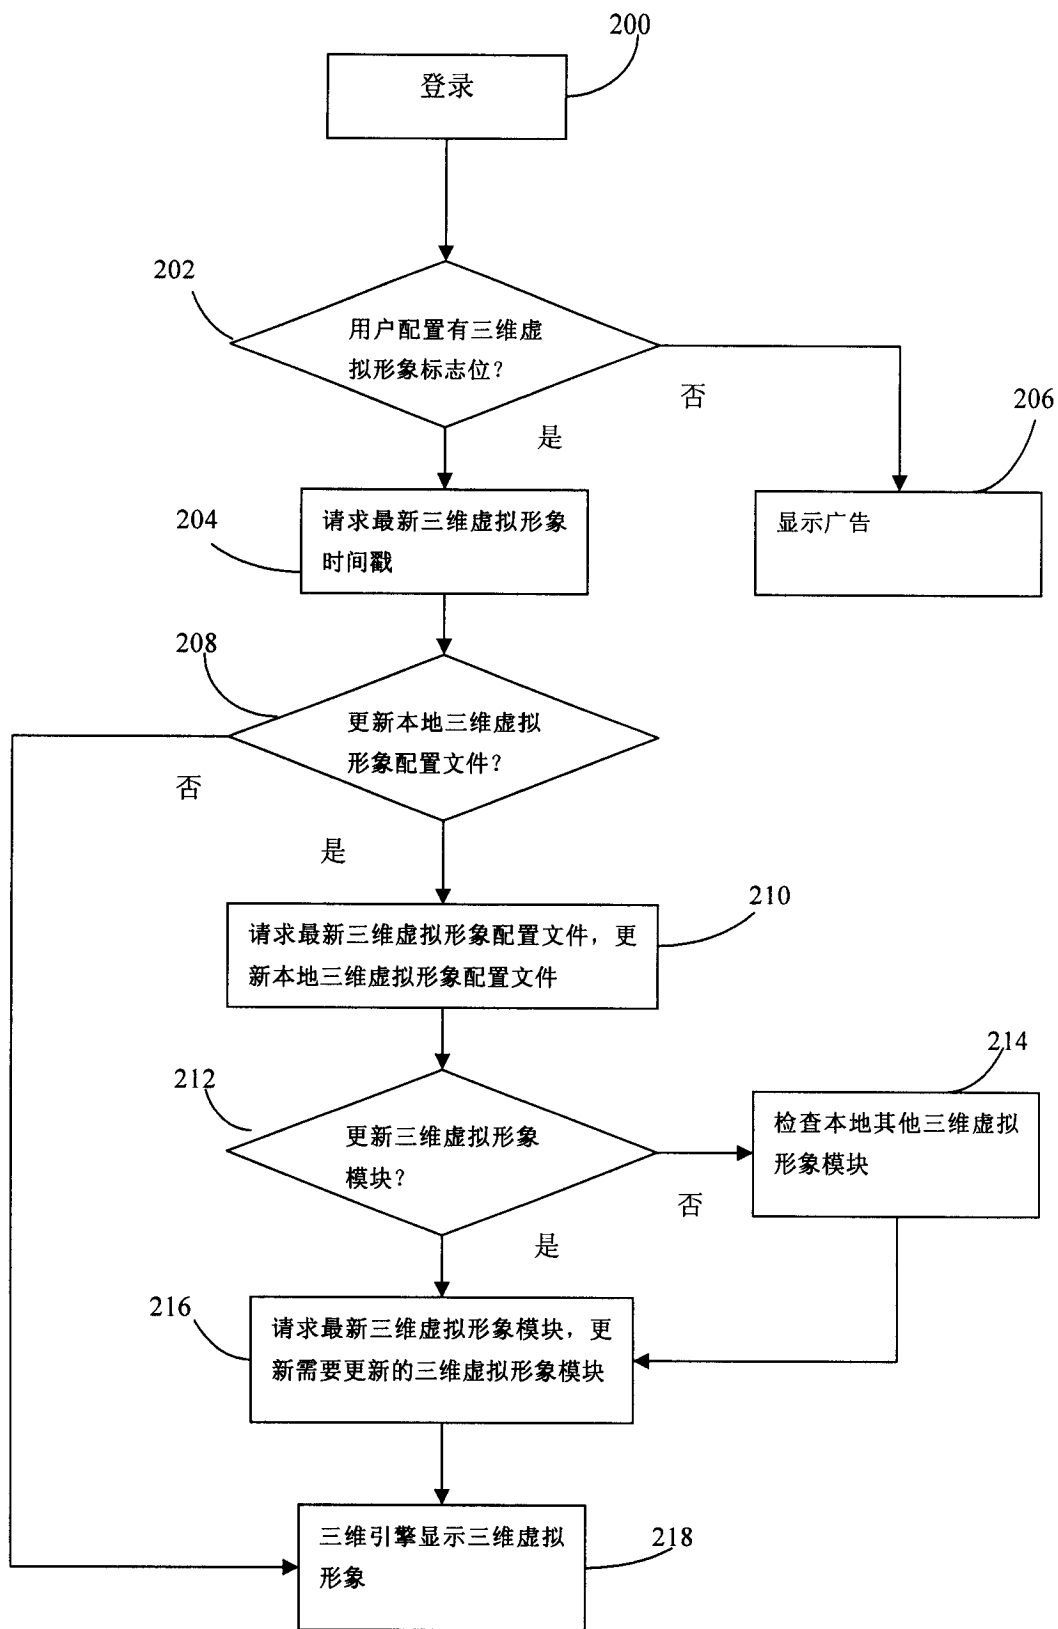 200
登录
202
用户配置有三维虚
拟形象标志位？
否
206
是
204
请求最新三维虚拟形象
时间戳
显示广告
208
更新本地三维虚拟
形象配置文件？
否
是
210
请求最新三维虚拟形象配置文件，更
新本地三维虚拟形象配置文件
212
更新三维虚拟形象
模块？
214
检查本地其他三维虚拟
形象模块
否
是
216
请求最新三维虚拟形象模块，更
新需要更新的三维虚拟形象模块
三维引擎显示三维虚拟
形象
218